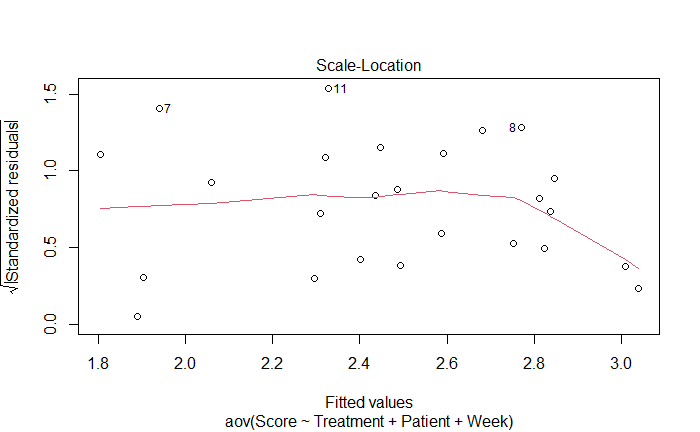 Scale-Location
√|Standardized residuals|
1.5
1.0
0.5
0.0
7
11
8
1.8 2.0 2.2 2.4 2.6 2.8 3.0
Fitted values
aov(Score ~ Treatment + Patient + Week)